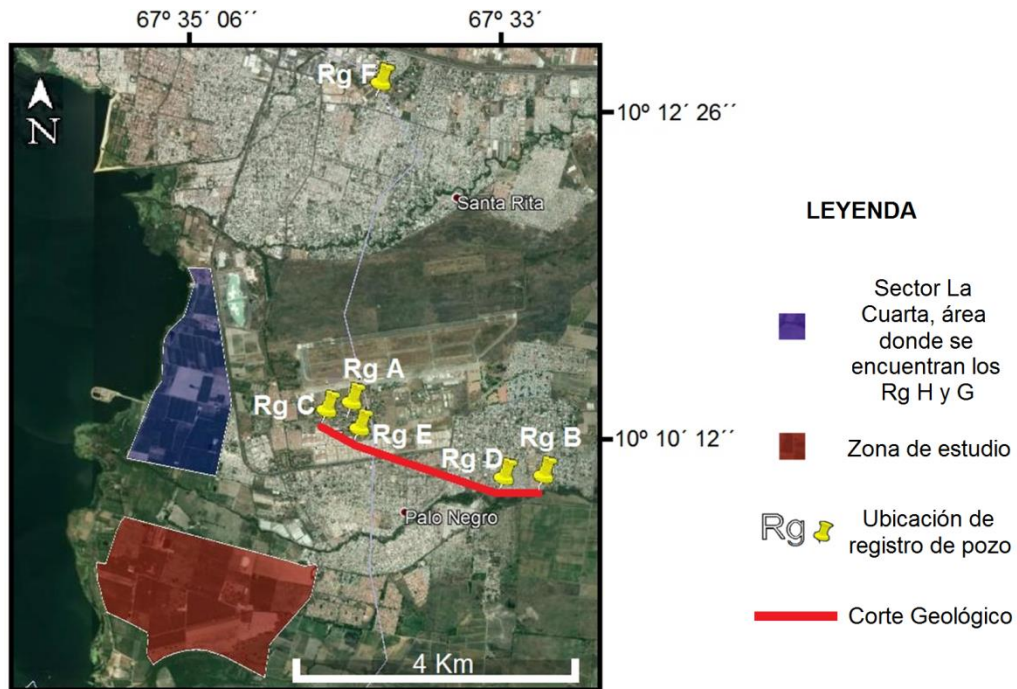 67º 35´ 06´´
67º 33´
N
Rg F
10º 12´ 26´´
Santa Rita
Rg A
Rg C
Rg E
Rg B
Rg D
10º 10´ 12´´
Palo Negro
4 Km
LEYENDA
Sector La
Cuarta, área
donde se
encuentran los
Rg H y G
Zona de estudio
Rg
Ubicación de
registro de pozo
Corte Geológico